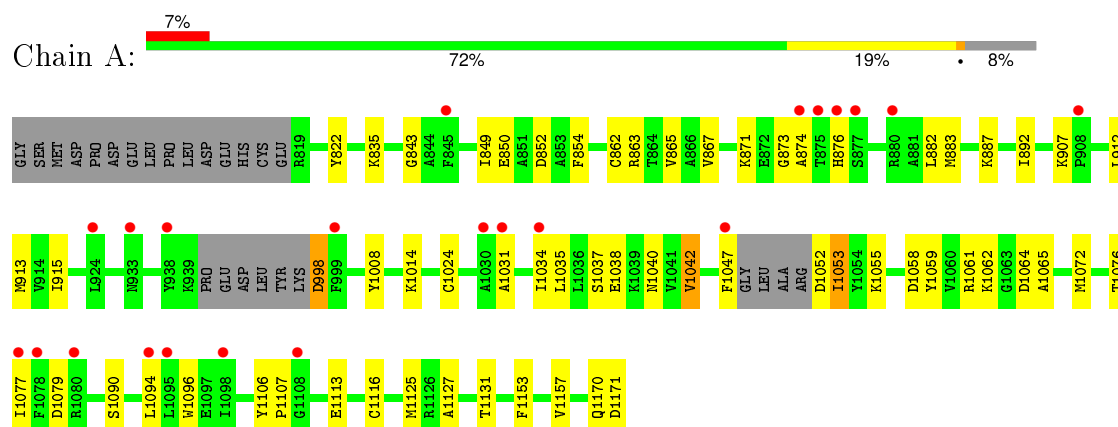 7%
Chain A:
72% 19% • 8%
GLY SER MET ASP PRO ASP GLU LEU PRO LEU ASP GLU HIS CYS GLU R819 Y822 K835 G843 A844 F845 I849 E850 A851 D852 A853 F854 C862 R863 T864 V865 A866 V867 K871 E872 G873 A874 T875 H876 S877 R880 A881 L882 M883 K887 I892 K907 P908
M913 V914 I915 L924 N933 Y938 K939 PRO GLU ASP LEU TYR LYS D998 F999 Y1008 K1014 C1024 A1030 A1031 I1034 L1035 L1036 S1037 E1038 K1039 N1040 V1041 V1042 F1047 GLY LEU ALA ARG D1052 I1053 Y1054 K1055 D1058 Y1059 V1060 R1061 K1062 G1063 D1064 A1065 M1072 T1076
I1077 F1078 D1079 R1080 S1090 L1094 L1095 W1096 E1097 I1098 Y1106 P1107 G1108 E1113 C1116 M1125 R1126 A1127 T1131 F1153 V1157 Q1170 D1171